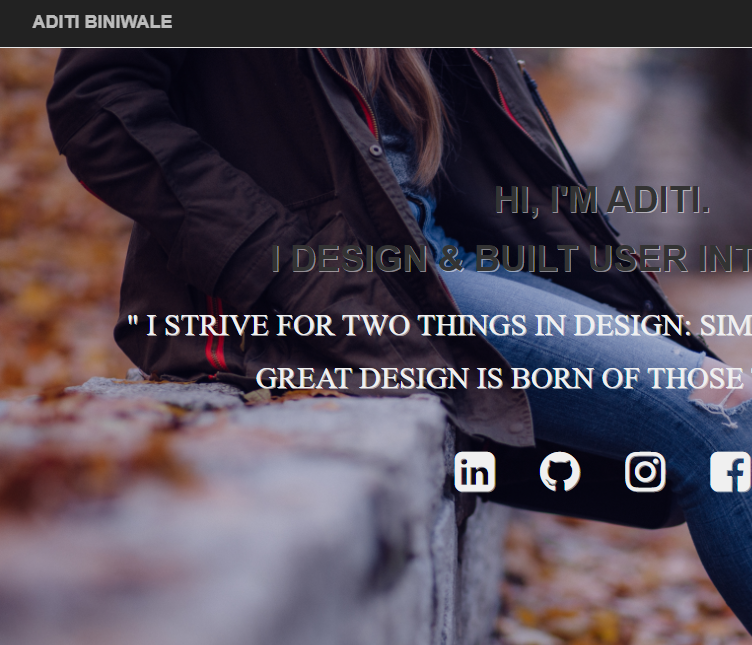 ADITI BINIWALE
HI, I'M ADITI.
I DESIGN & BUILT USER INT
" I STRIVE FOR TWO THINGS IN DESIGN: SIM
GREAT DESIGN IS BORN OF THOSE
in